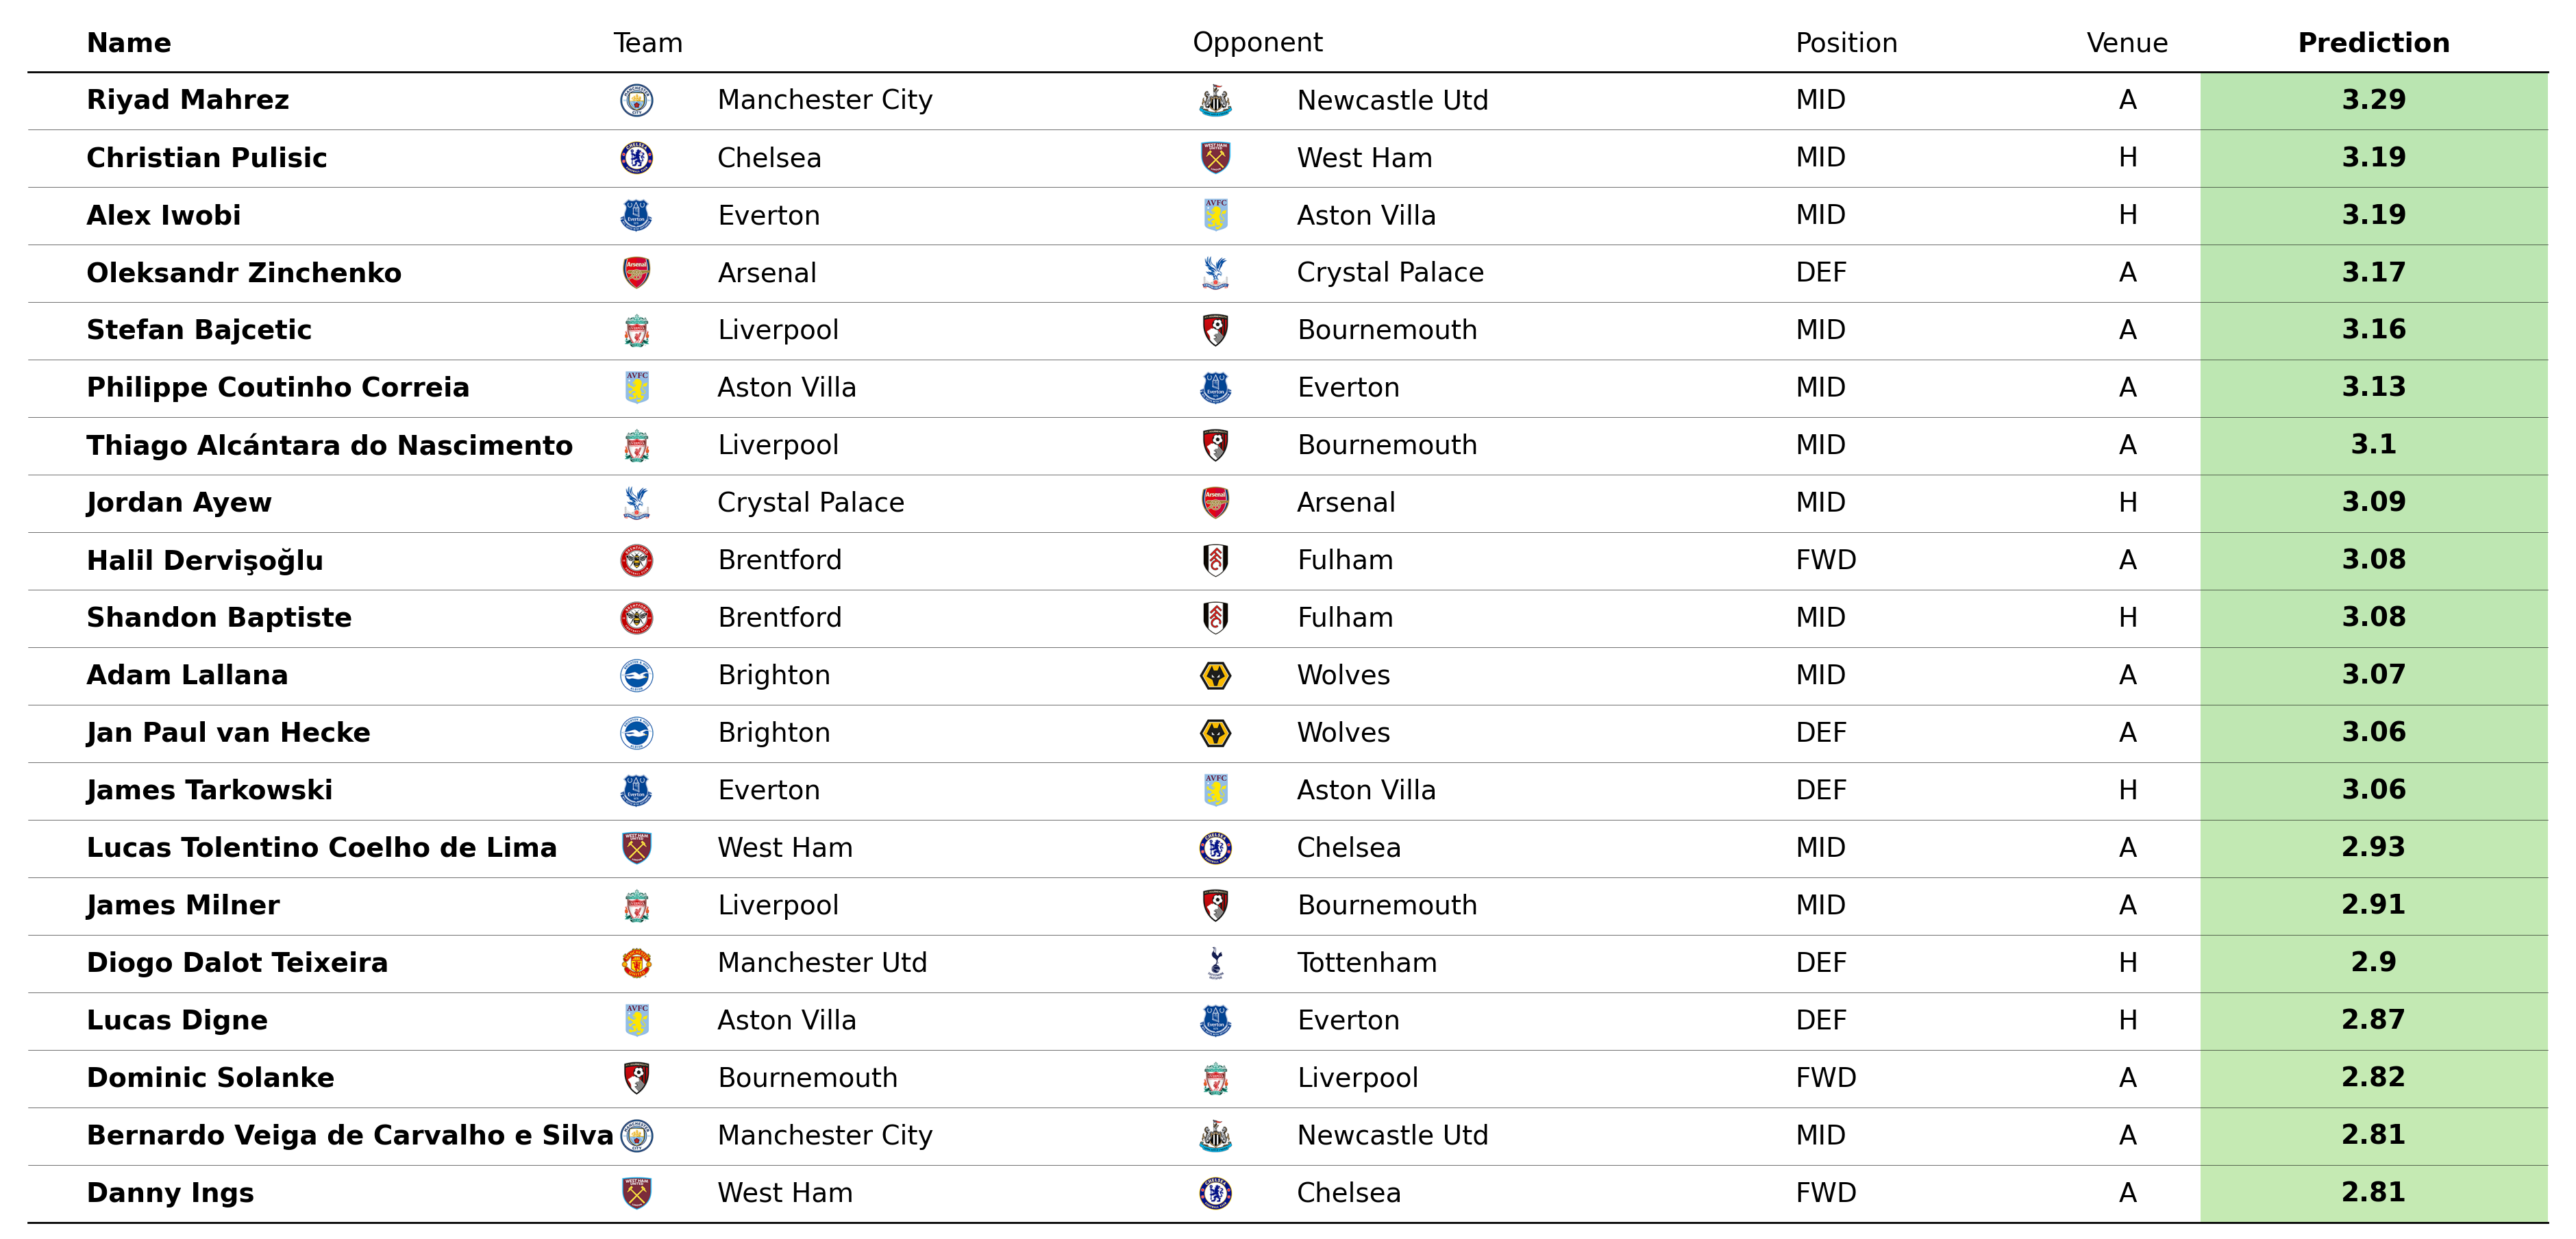 Name Team Opponent Position Venue Prediction
Riyad Mahrez Manchester City Newcastle Utd MID A 3.29
Christian Pulisic Chelsea West Ham MID H 3.19
Alex Iwobi Everton Aston Villa MID H 3.19
Oleksandr Zinchenko Arsenal Crystal Palace DEF A 3.17
Stefan Bajcetic Liverpool Bournemouth MID A 3.16
Philippe Coutinho Correia Aston Villa Everton MID A 3.13
Thiago Alcántara do Nascimento Liverpool Bournemouth MID A 3.1
Jordan Ayew Crystal Palace Arsenal MID H 3.09
Halil Dervişoğlu Brentford Fulham FWD A 3.08
Shandon Baptiste Brentford Fulham MID H 3.08
Adam Lallana Brighton Wolves MID A 3.07
Jan Paul van Hecke Brighton Wolves DEF A 3.06
James Tarkowski Everton Aston Villa DEF H 3.06
Lucas Tolentino Coelho de Lima West Ham Chelsea MID A 2.93
James Milner Liverpool Bournemouth MID A 2.91
Diogo Dalot Teixeira Manchester Utd Tottenham DEF H 2.9
Lucas Digne Aston Villa Everton DEF H 2.87
Dominic Solanke Bournemouth Liverpool FWD A 2.82
Bernardo Veiga de Carvalho e Silva Manchester City Newcastle Utd MID A 2.81
Danny Ings West Ham Chelsea FWD A 2.81